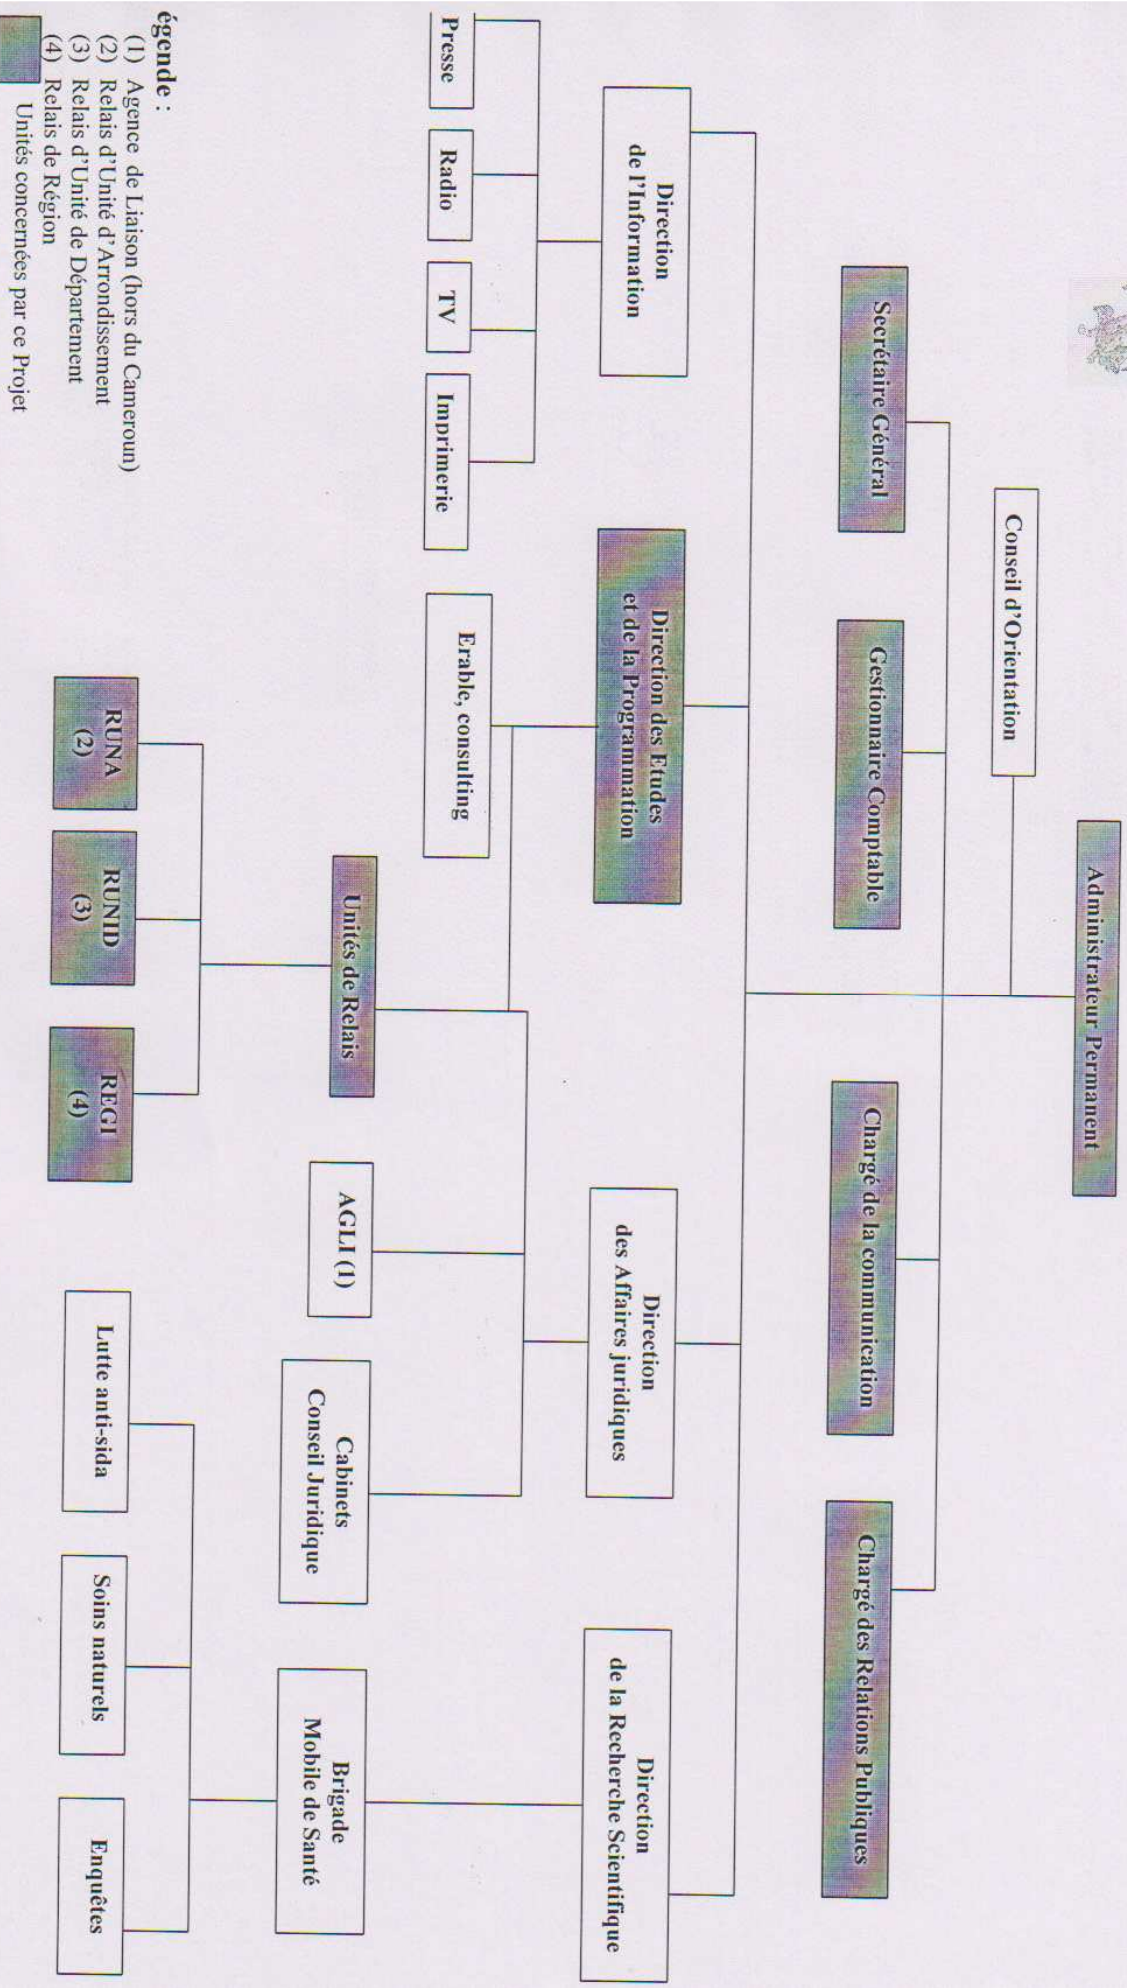 Administrateur Permanent
Conseil d'Orientation
Secrétaire Général
Gestionnaire Comptable
Chargé de la communication
Chargé des Relations Publiques
Direction
de l'Information
Direction des Etudes
et de la Programmation
Direction
des Affaires juridiques
Direction
de la Recherche Scientifique
Presse
Radio
TV
Imprimerie
Erable, consulting
Unités de Relais
AGLI (1)
Cabinets
Conseil Juridique
Brigade
Mobile de Santé
RUNA
(2)
RUNID
(3)
REGI
(4)
Lutte anti-sida
Soins naturels
Enquêtes
égende :
(1) Agence de Liaison (hors du Cameroun)
(2) Relais d'Unité d'Arrondissement
(3) Relais d'Unité de Département
(4) Relais de Région
Unités concernées par ce Projet